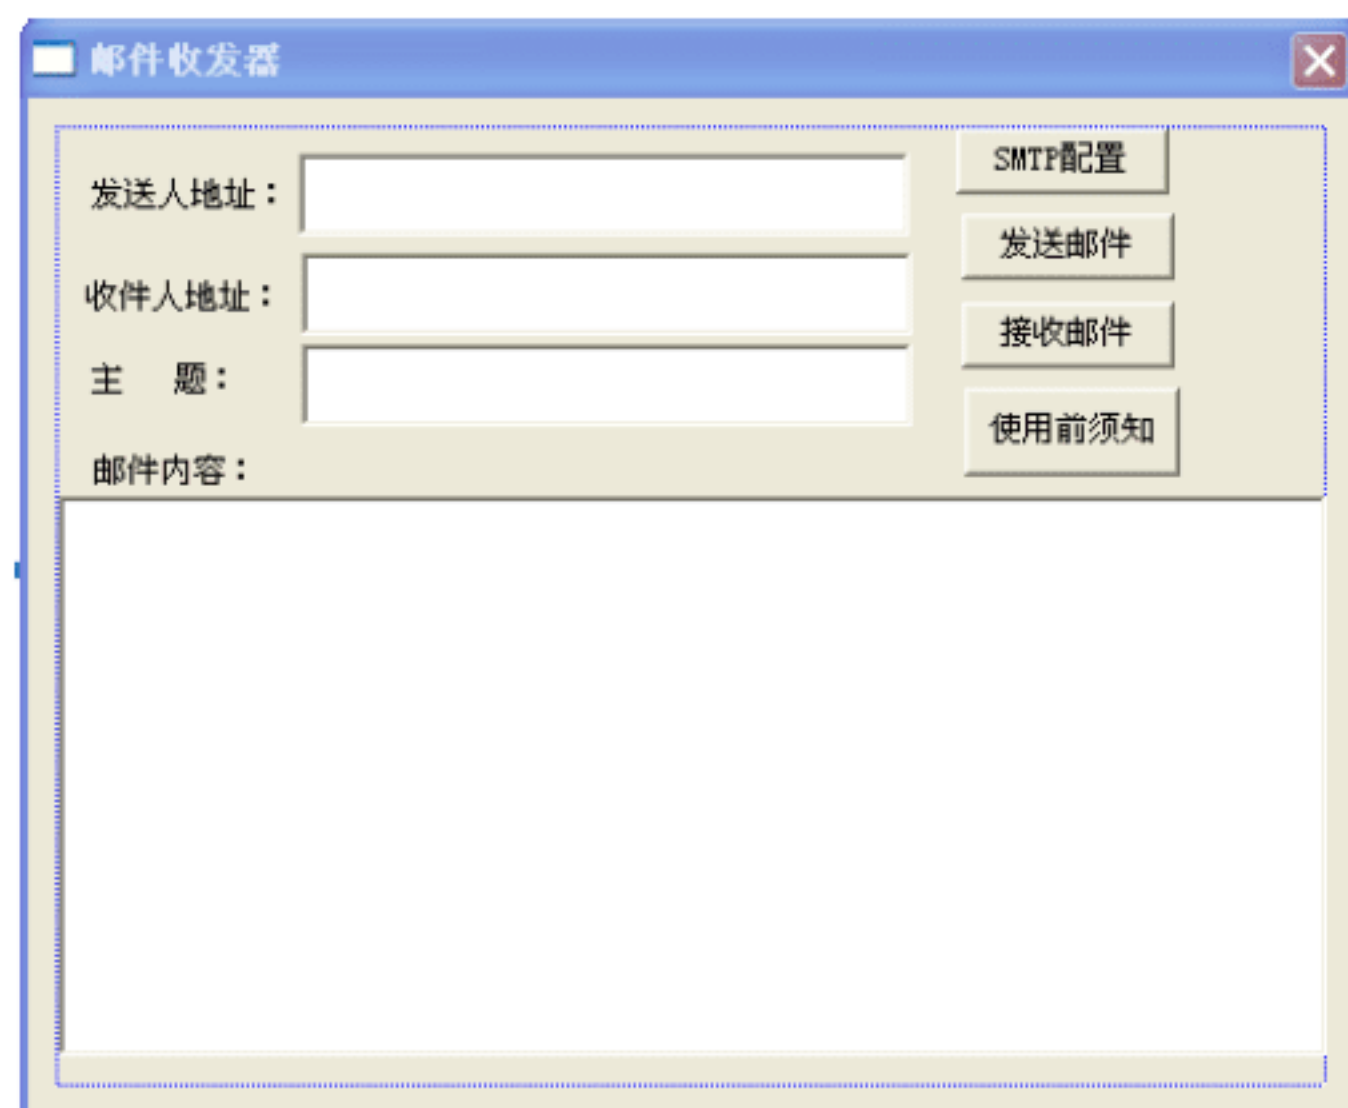 邮件收发器
发送人地址：
SMTP配置
发送邮件
收件人地址：
接收邮件
主 题：
使用前须知
邮件内容：